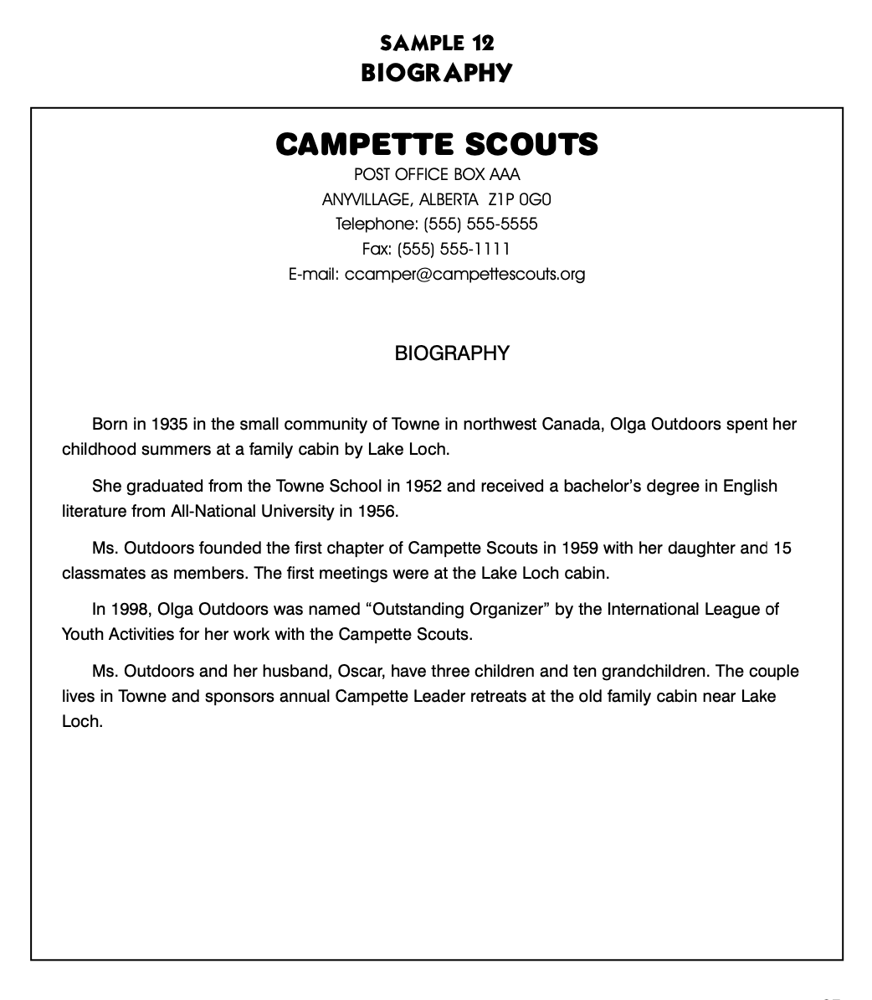 SAMPLE 12
BIOGRAPHY
CAMPETTE SCOUTS
POST OFFICE BOX AAA
ANYVILLAGE, ALBERTA  Z1P 0G0
Telephone: (555) 555-5555
Fax: (555) 555-1111
E-mail: ccamper@campettescouts.org
BIOGRAPHY
Born in 1935 in the small community of Towne in northwest Canada, Olga Outdoors spent her
childhood summers at a family cabin by Lake Loch.
She graduated from the Towne School in 1952 and received a bachelor’s degree in English
literature from All-National University in 1956.
Ms. Outdoors founded the first chapter of Campette Scouts in 1959 with her daughter and 15
classmates as members. The first meetings were at the Lake Loch cabin.
In 1998, Olga Outdoors was named “Outstanding Organizer” by the International League of
Youth Activities for her work with the Campette Scouts.
Ms. Outdoors and her husband, Oscar, have three children and ten grandchildren. The couple
lives in Towne and sponsors annual Campette Leader retreats at the old family cabin near Lake
Loch.